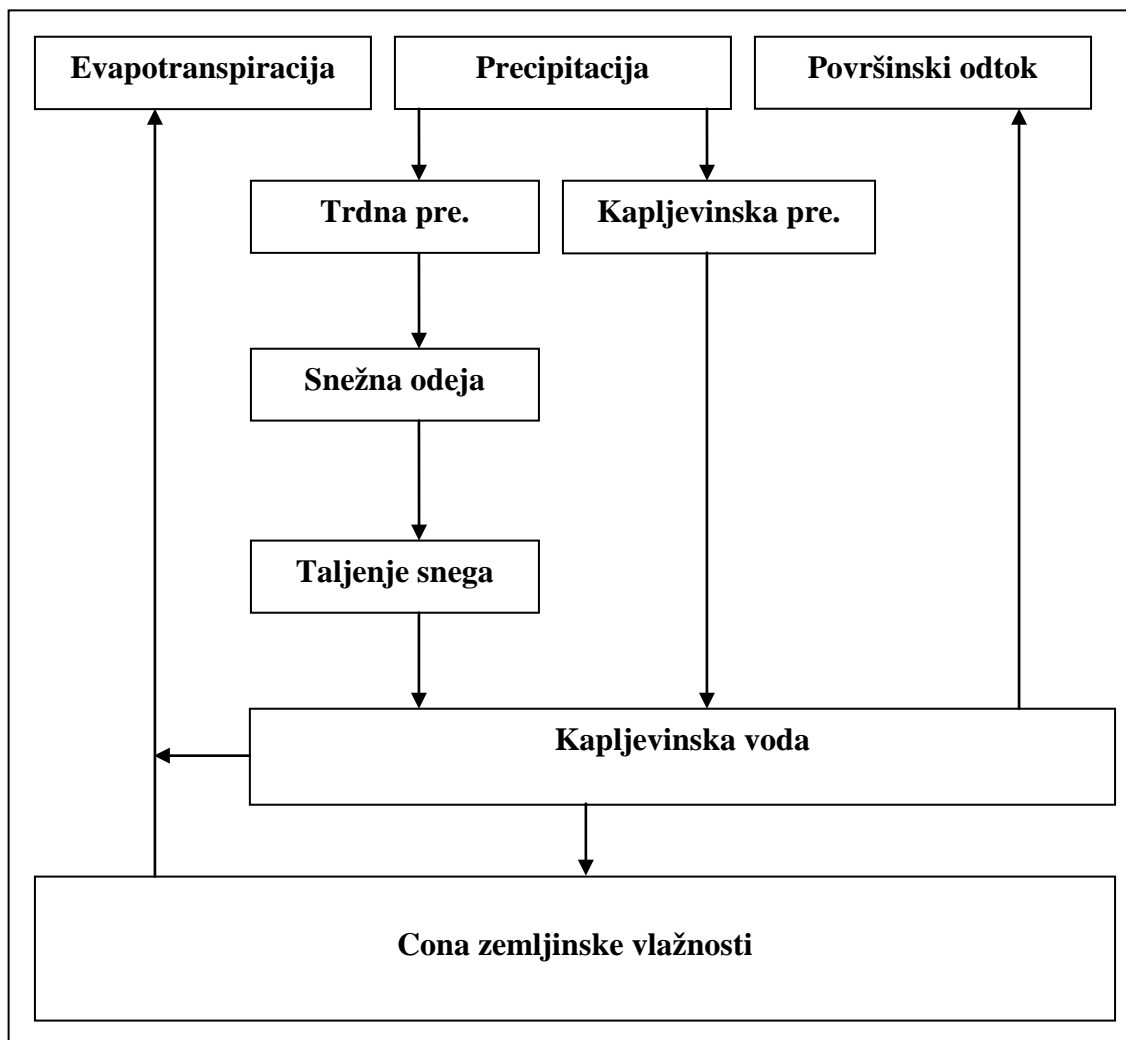 Evapotranspiracija
Precipitacija
Površinski odtok
Trdna pre.
Kapljevinska pre.
Snežna odeja
Taljenje snega
Kapljevinska voda
Cona zemljinske vlažnosti